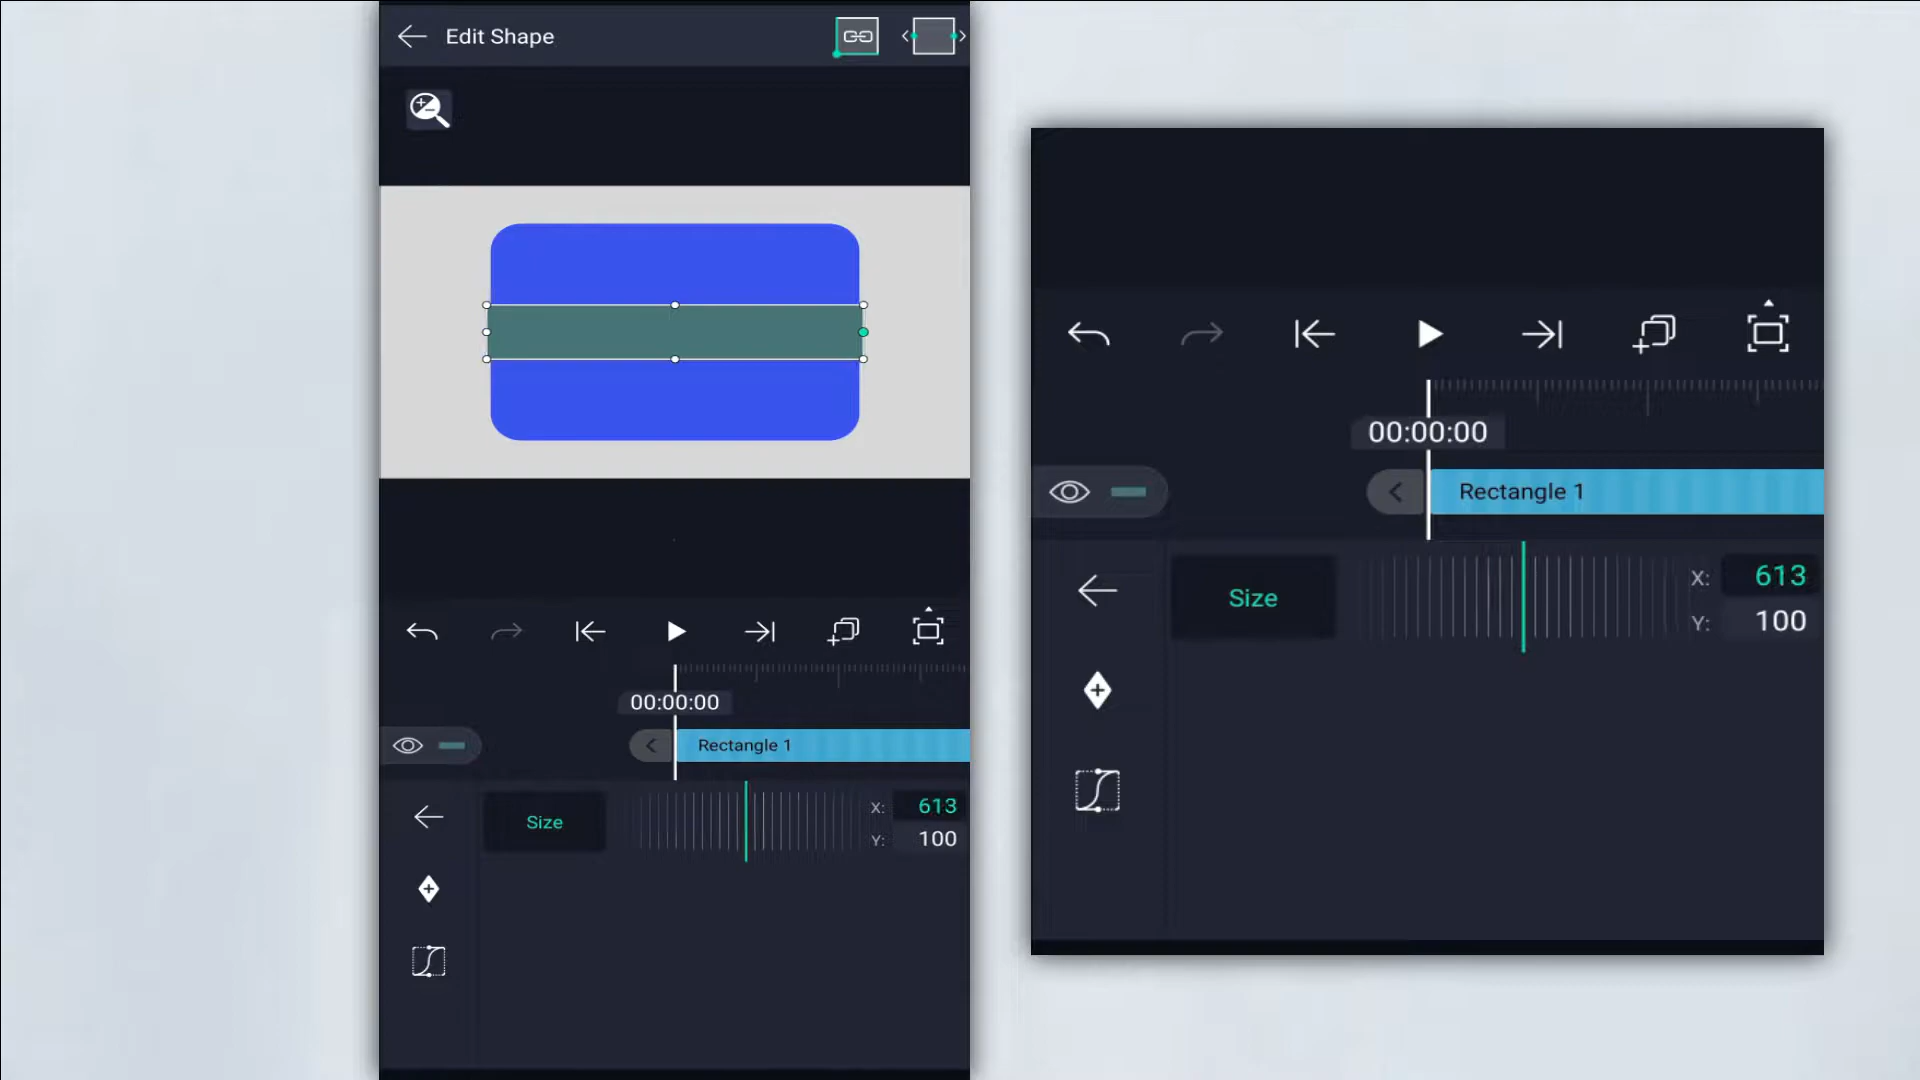 Edit Shape
00:00:00
Rectangle 1
Size
X: 613
Y: 100
00:00:00
Rectangle 1
Size
X: 613
Y: 100